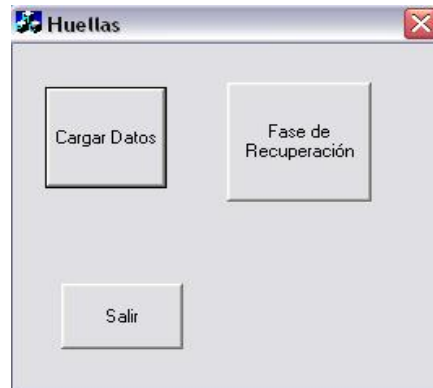 Huellas
Cargar Datos
Fase de
Recuperación
Salir